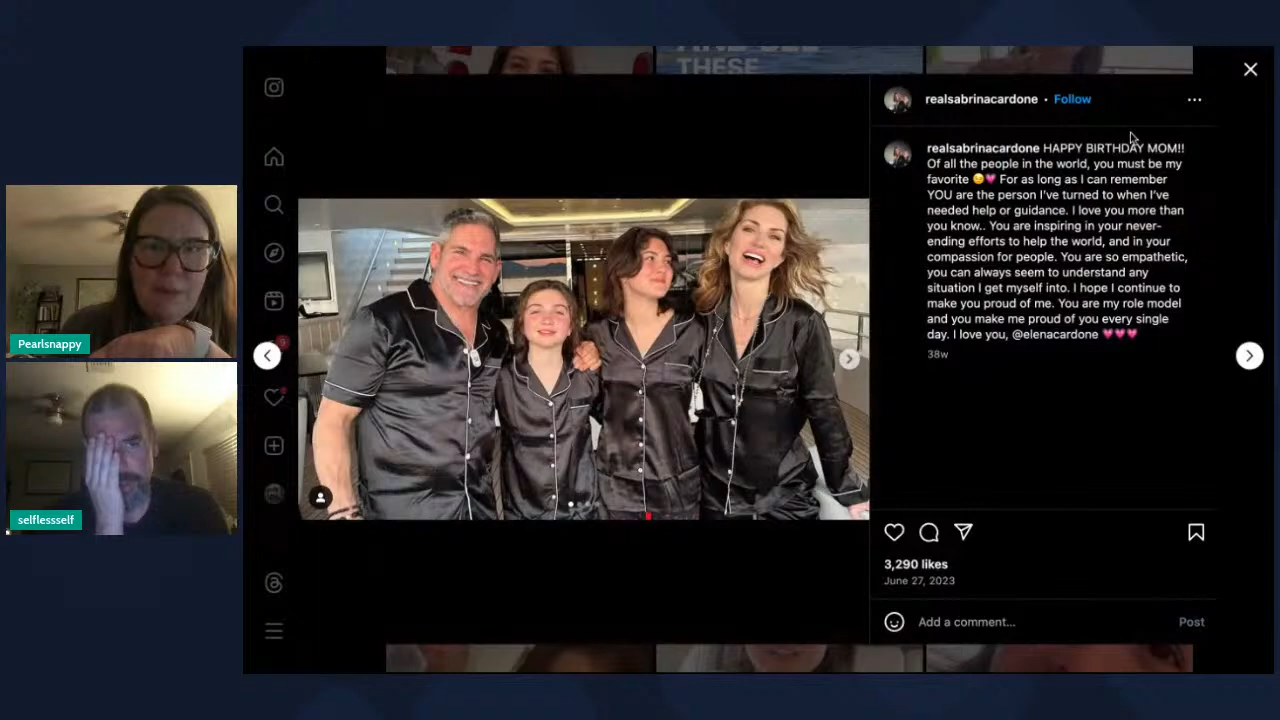 AND SEE
THESE
realsabrinacardone • Follow
realsabrinacardone HAPPY BIRTHDAY MOM!!
Of all the people in the world, you must be my
favorite 😊💗 For as long as I can remember
YOU are the person I've turned to when I've
needed help or guidance. I love you more than
you know.. You are inspiring in your never-
ending efforts to help the world, and in your
compassion for people. You are so empathetic,
you can always seem to understand any
situation I get myself into. I hope I continue to
make you proud of me. You are my role model
and you make me proud of you every single
day. I love you, @elenacardone 💗💗💗
38w
3,290 likes
June 27, 2023
Add a comment...
Post
Pearlsnappy
selflessself